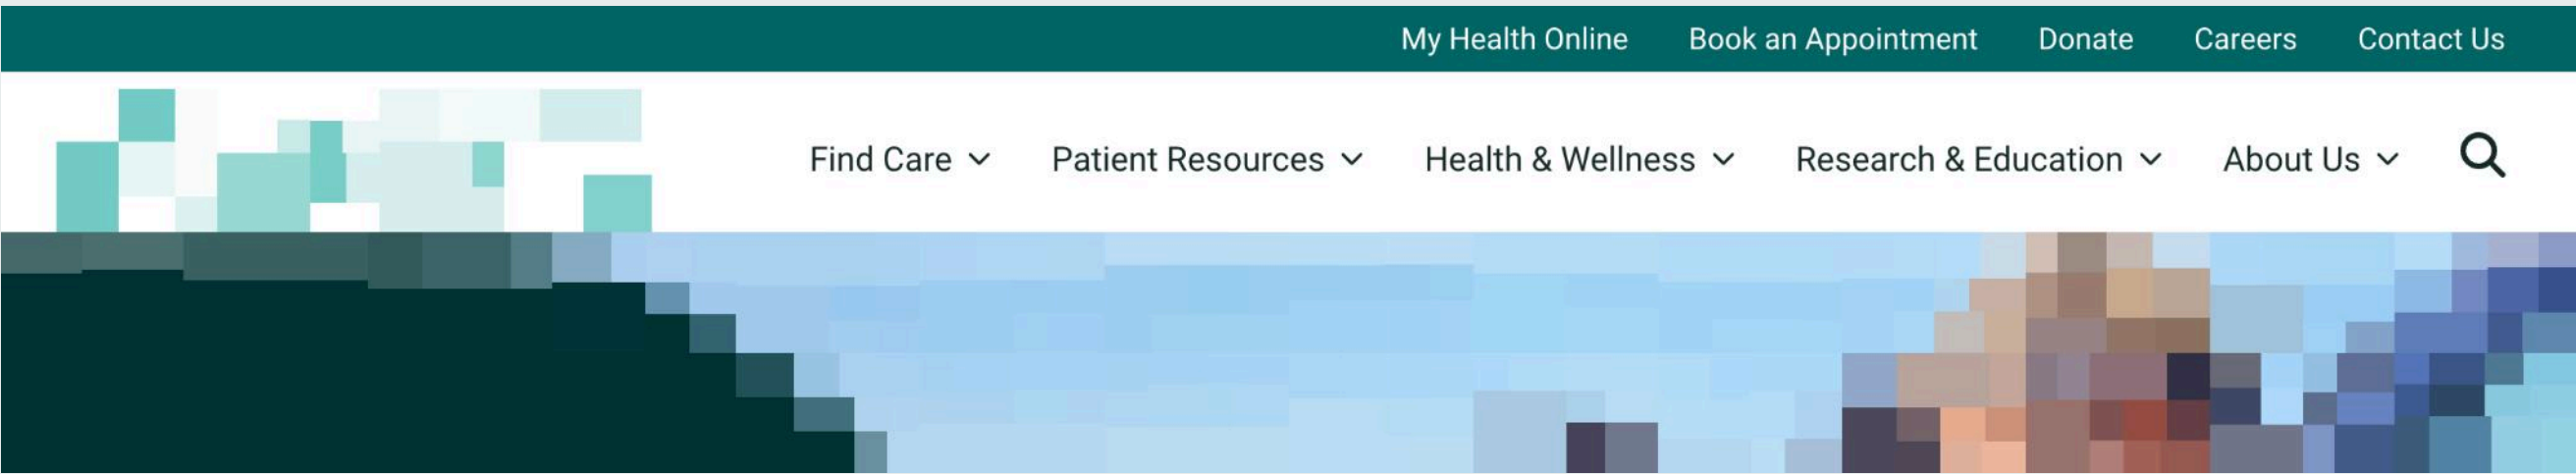 My Health Online Book an Appointment Donate Careers Contact Us
Find Care Patient Resources Health & Wellness Research & Education About Us